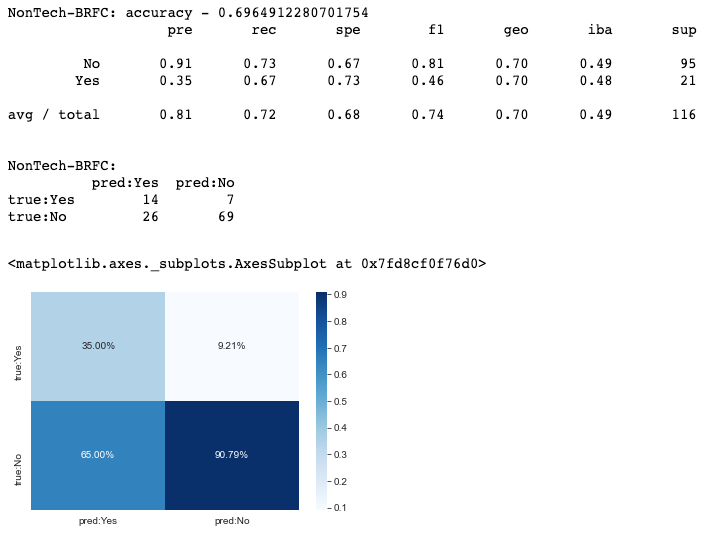 NonTech-BRFC: accuracy - 0.6964912280701754
pre rec spe f1 geo iba sup
No 0.91 0.73 0.67 0.81 0.70 0.49 95
Yes 0.35 0.67 0.73 0.46 0.70 0.48 21
avg / total 0.81 0.72 0.68 0.74 0.70 0.49 116
NonTech-BRFC:
pred:Yes pred:No
true:Yes 14 7
true:No 26 69
<matplotlib.axes._subplots.AxesSubplot at 0x7fd8cf0f76d0>
0.9
0.8
0.7
0.6
0.5
0.4
0.3
0.2
0.1
true:Yes 35.00% 9.21%
true:No 65.00% 90.79%
pred:Yes pred:No